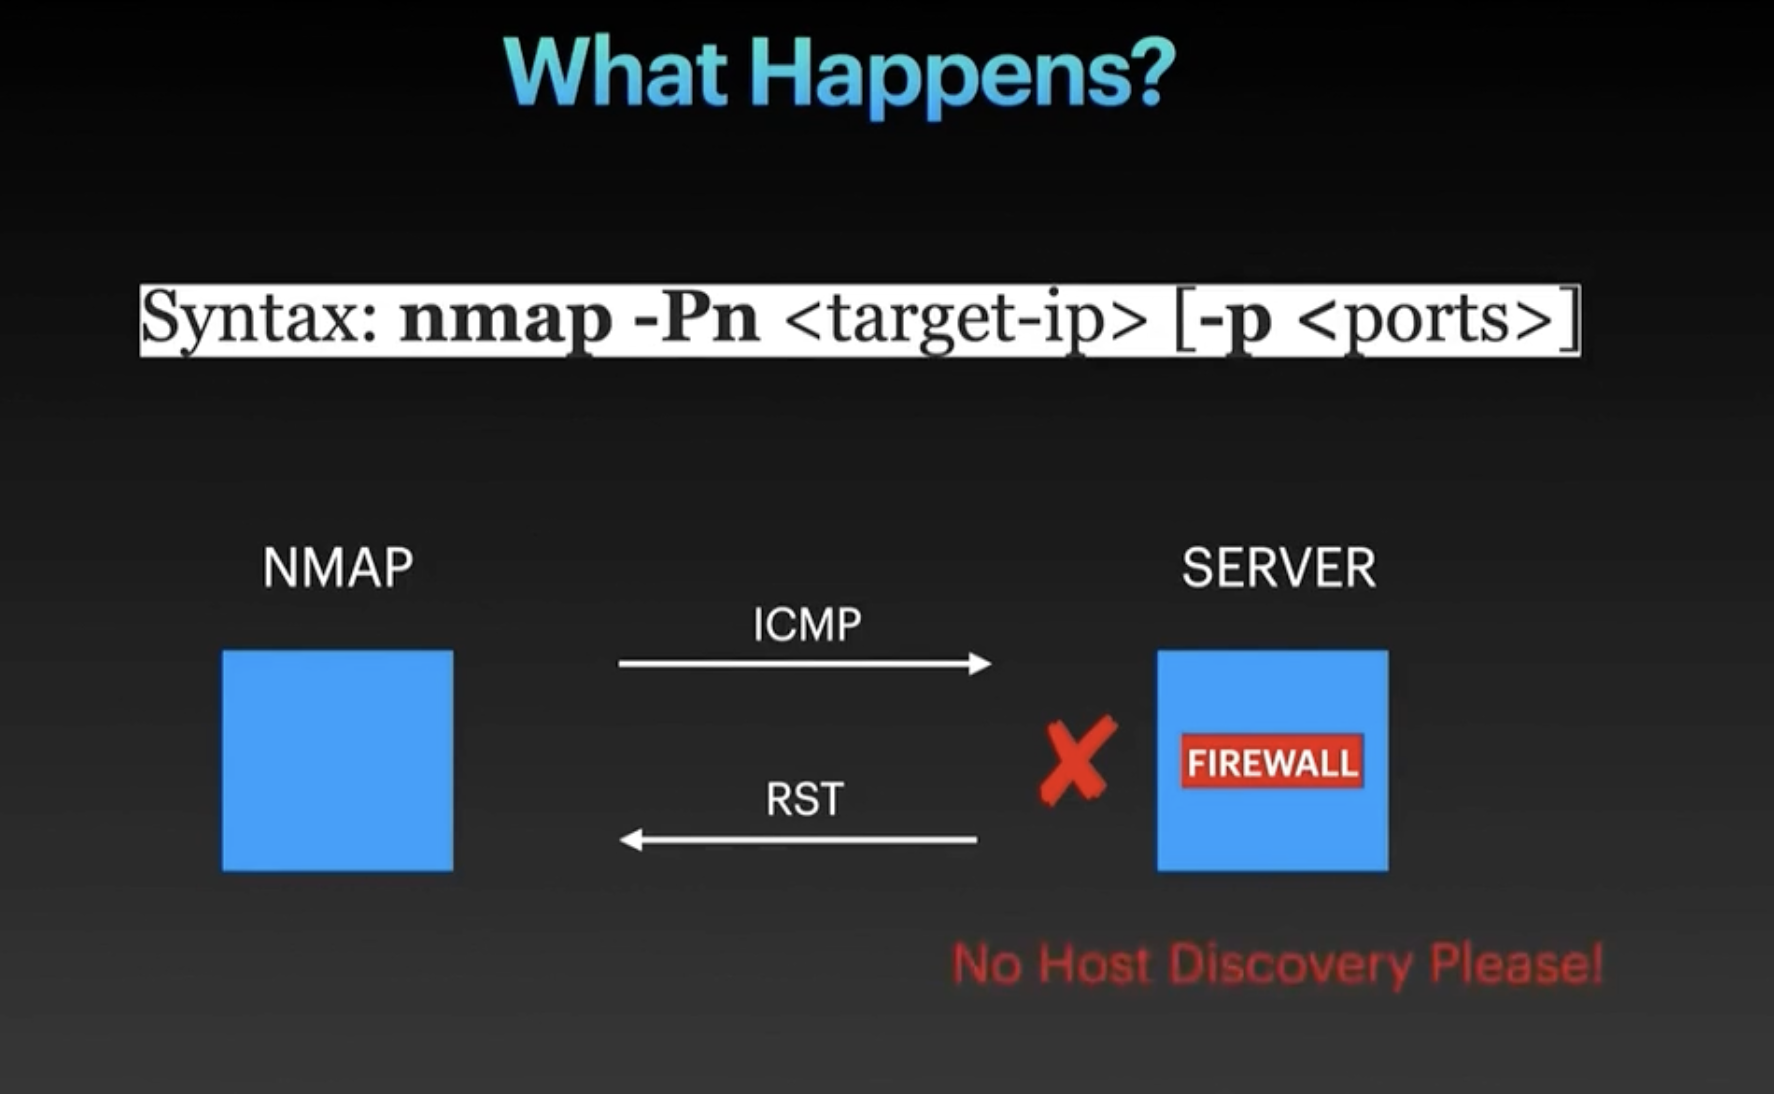 What Happens?
Syntax: nmap -Pn <target-ip> [-p <ports>]
NMAP
SERVER
ICMP
FIREWALL
RST
No Host Discovery Please!